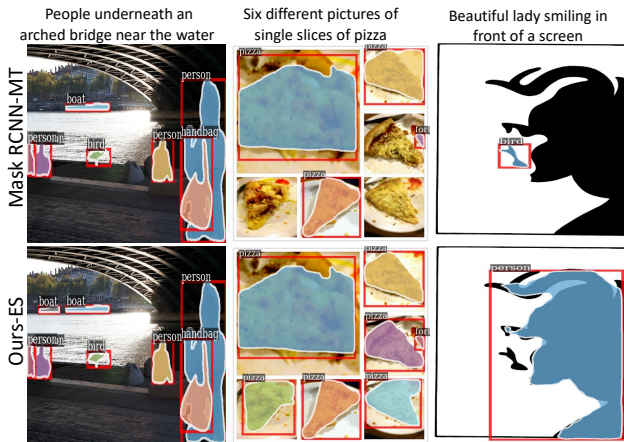 People underneath an
arched bridge near the water
Six different pictures of
single slices of pizza
Beautiful lady smiling in
front of a screen
Mask RCNN-MT
person
boat
person
bird
person
handbag
pizza
pizza
pizza
bird
Ours-ES
person
boat
boat
person
bird
person
handbag
pizza
pizza
pizza
pizza
pizza
pizza
person